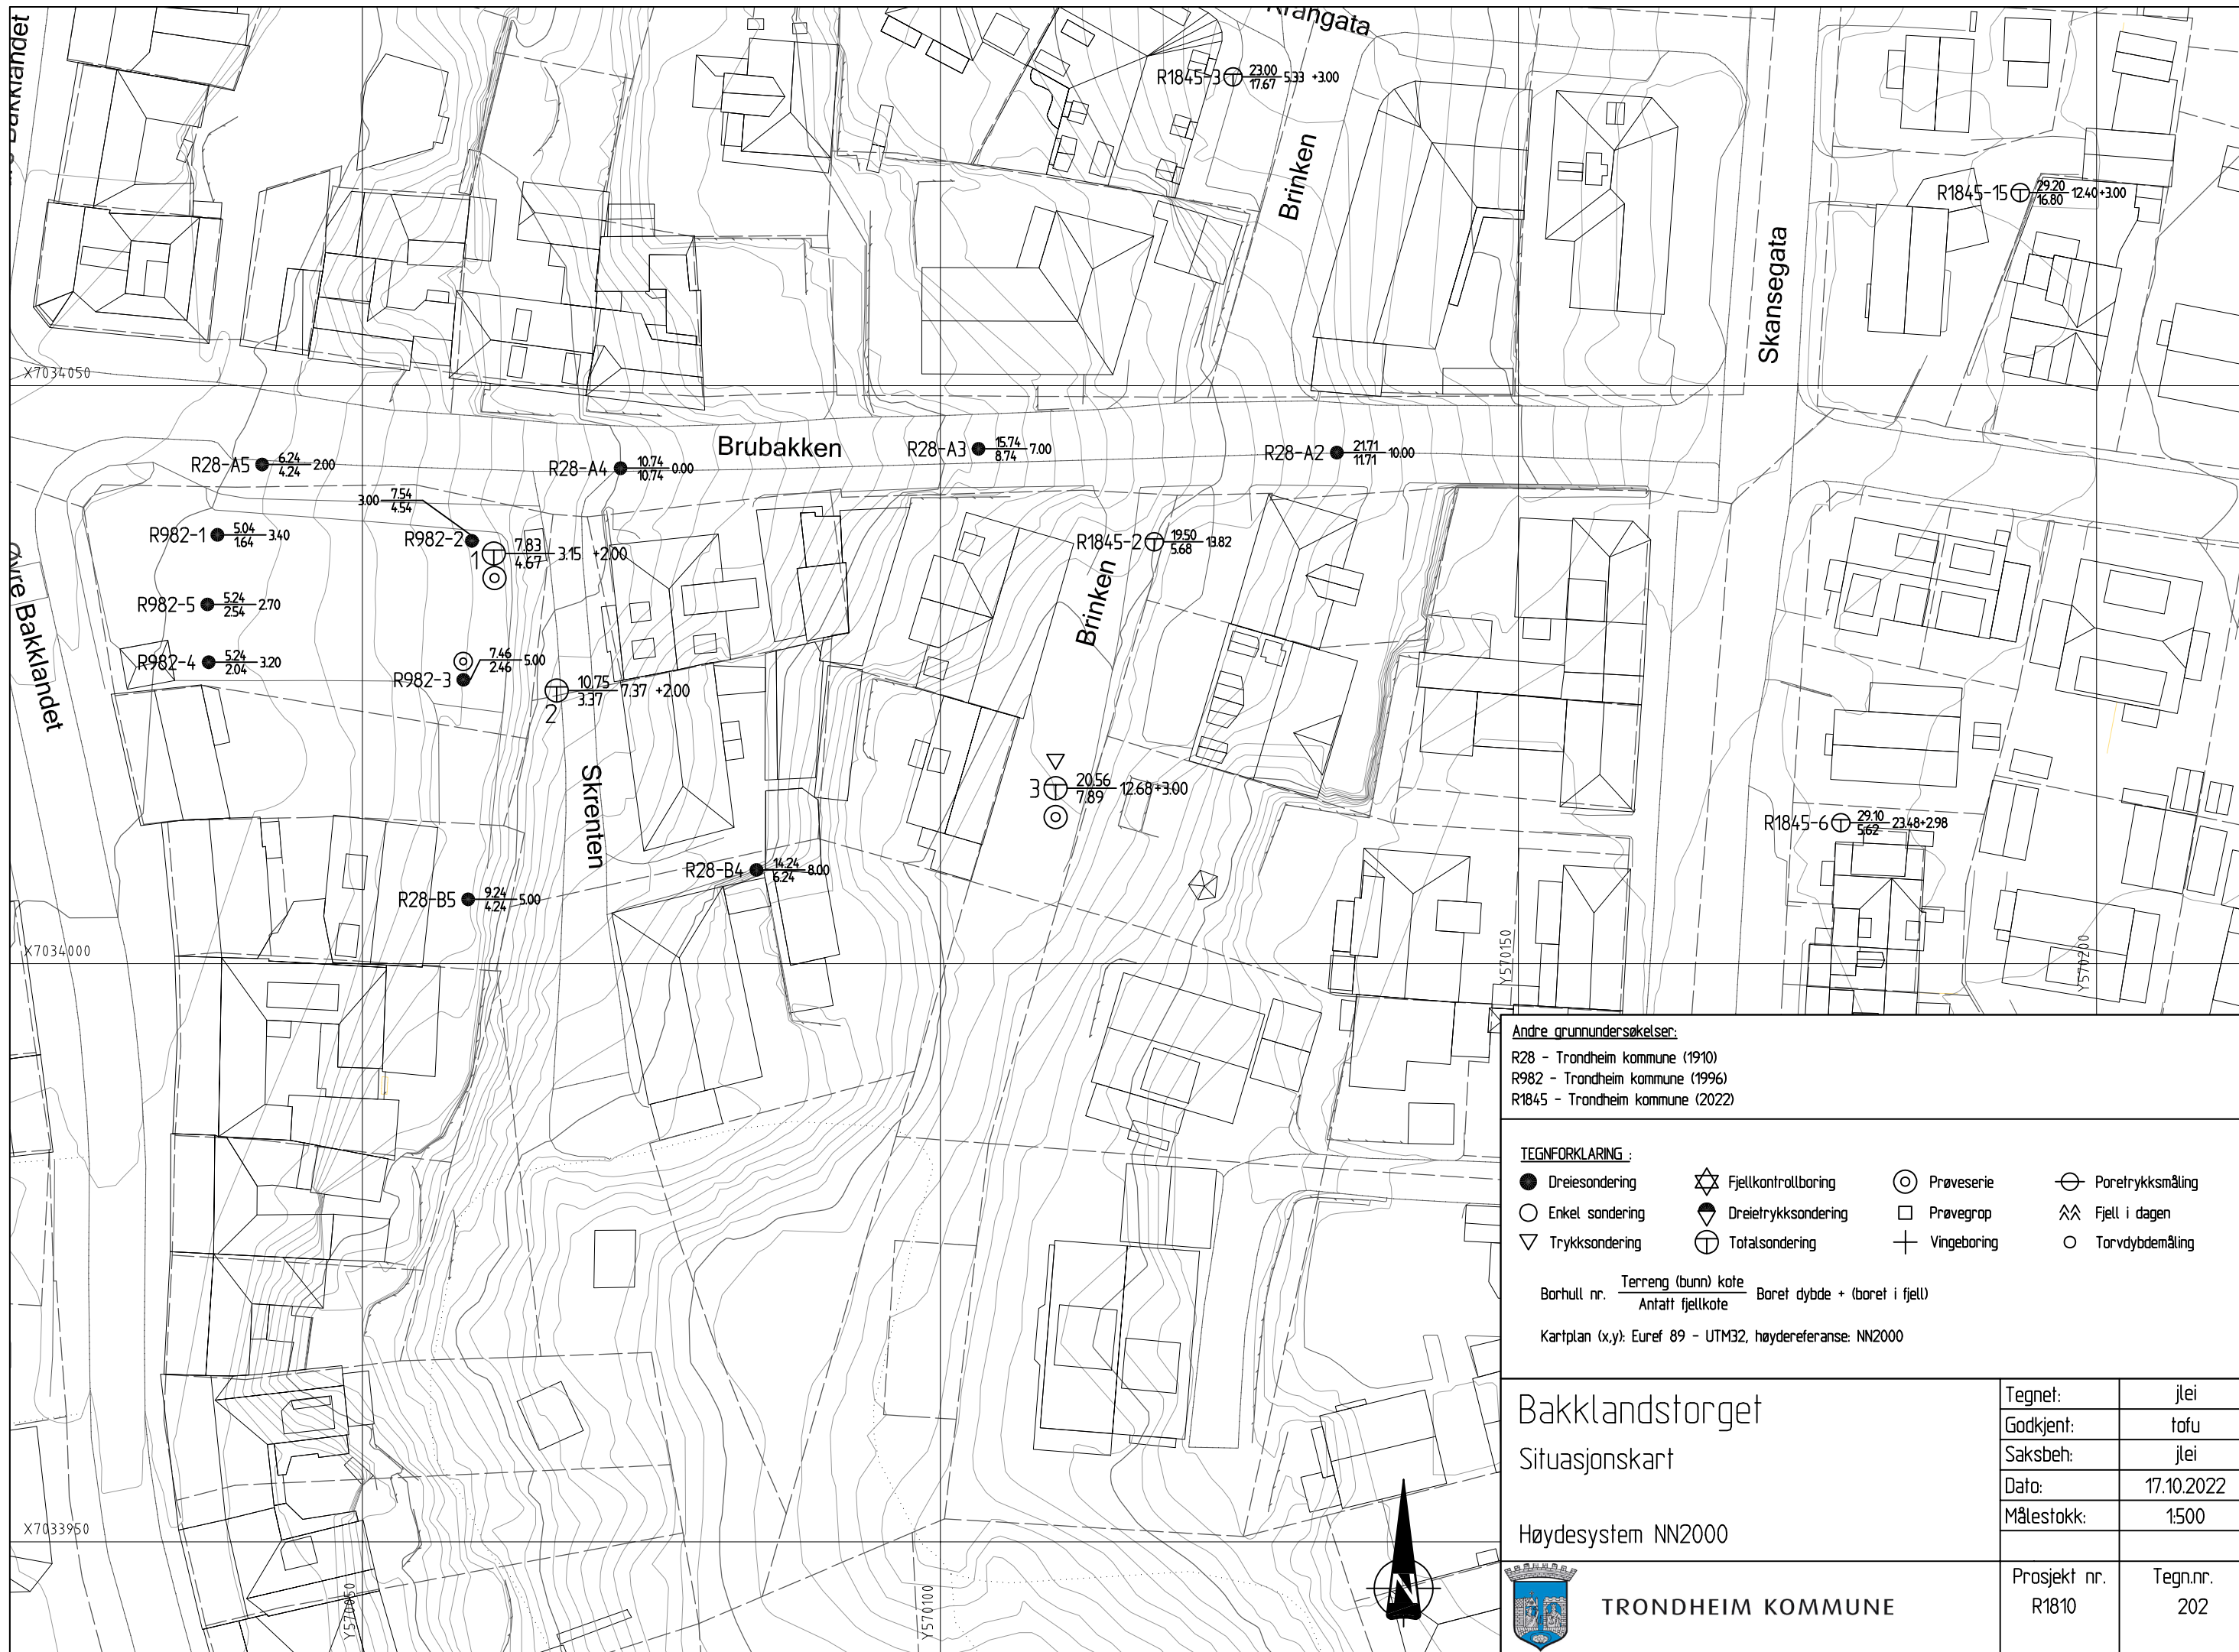 Krangata
R1845-3 23.00 17.67 5.33 +3.00
Brinken
R1845-15 29.20 16.80 12.40+3.00
Skansegata
X7034050
Brubakken
R28-A5 6.24 4.24 2.00
R28-A4 10.74 10.74 0.00
R28-A3 15.74 8.74 7.00
R28-A2 21.71 11.71 10.00
3.00 7.54 4.54
R982-2
R982-1 5.04 1.64 3.40
1 7.83 4.67 3.15 +2.00
R1845-2 19.50 5.68 13.82
R982-5 5.24 2.54 2.70
Brinken
Øvre Bakklandet
R982-4 5.24 2.04 3.20
R982-3 7.46 2.46 5.00
2 10.75 3.37 7.37 +2.00
Skrenten
3 20.56 7.89 12.68+3.00
R1845-6 29.10 5.62 23.48+2.98
R28-B4 14.24 6.24 8.00
R28-B5 9.24 4.24 5.00
X7034000
Y570150
Y570200
X7033950
Y570050
Y570100
N
Andre grunnundersøkelser:
R28 - Trondheim kommune (1910)
R982 - Trondheim kommune (1996)
R1845 - Trondheim kommune (2022)
TEGNFORKLARING :
Dreiesondering Fjellkontrollboring Prøveserie Poretrykksmåling
Enkel sondering Dreietrykksondering Prøvegrop Fjell i dagen
Trykksondering Totalsondering Vingeboring Torvdybdemåling
Terreng (bunn) kote
Borhull nr. Boret dybde + (boret i fjell)
Antatt fjellkote
Kartplan (x,y): Euref 89 - UTM32, høydereferanse: NN2000
Bakklandstorget
Situasjonskart
Høydesystem NN2000
Tegnet: jlei
Godkjent: tofu
Saksbeh: jlei
Dato: 17.10.2022
Målestokk: 1:500
TRONDHEIM KOMMUNE
Prosjekt nr. Tegn.nr.
R1810 202